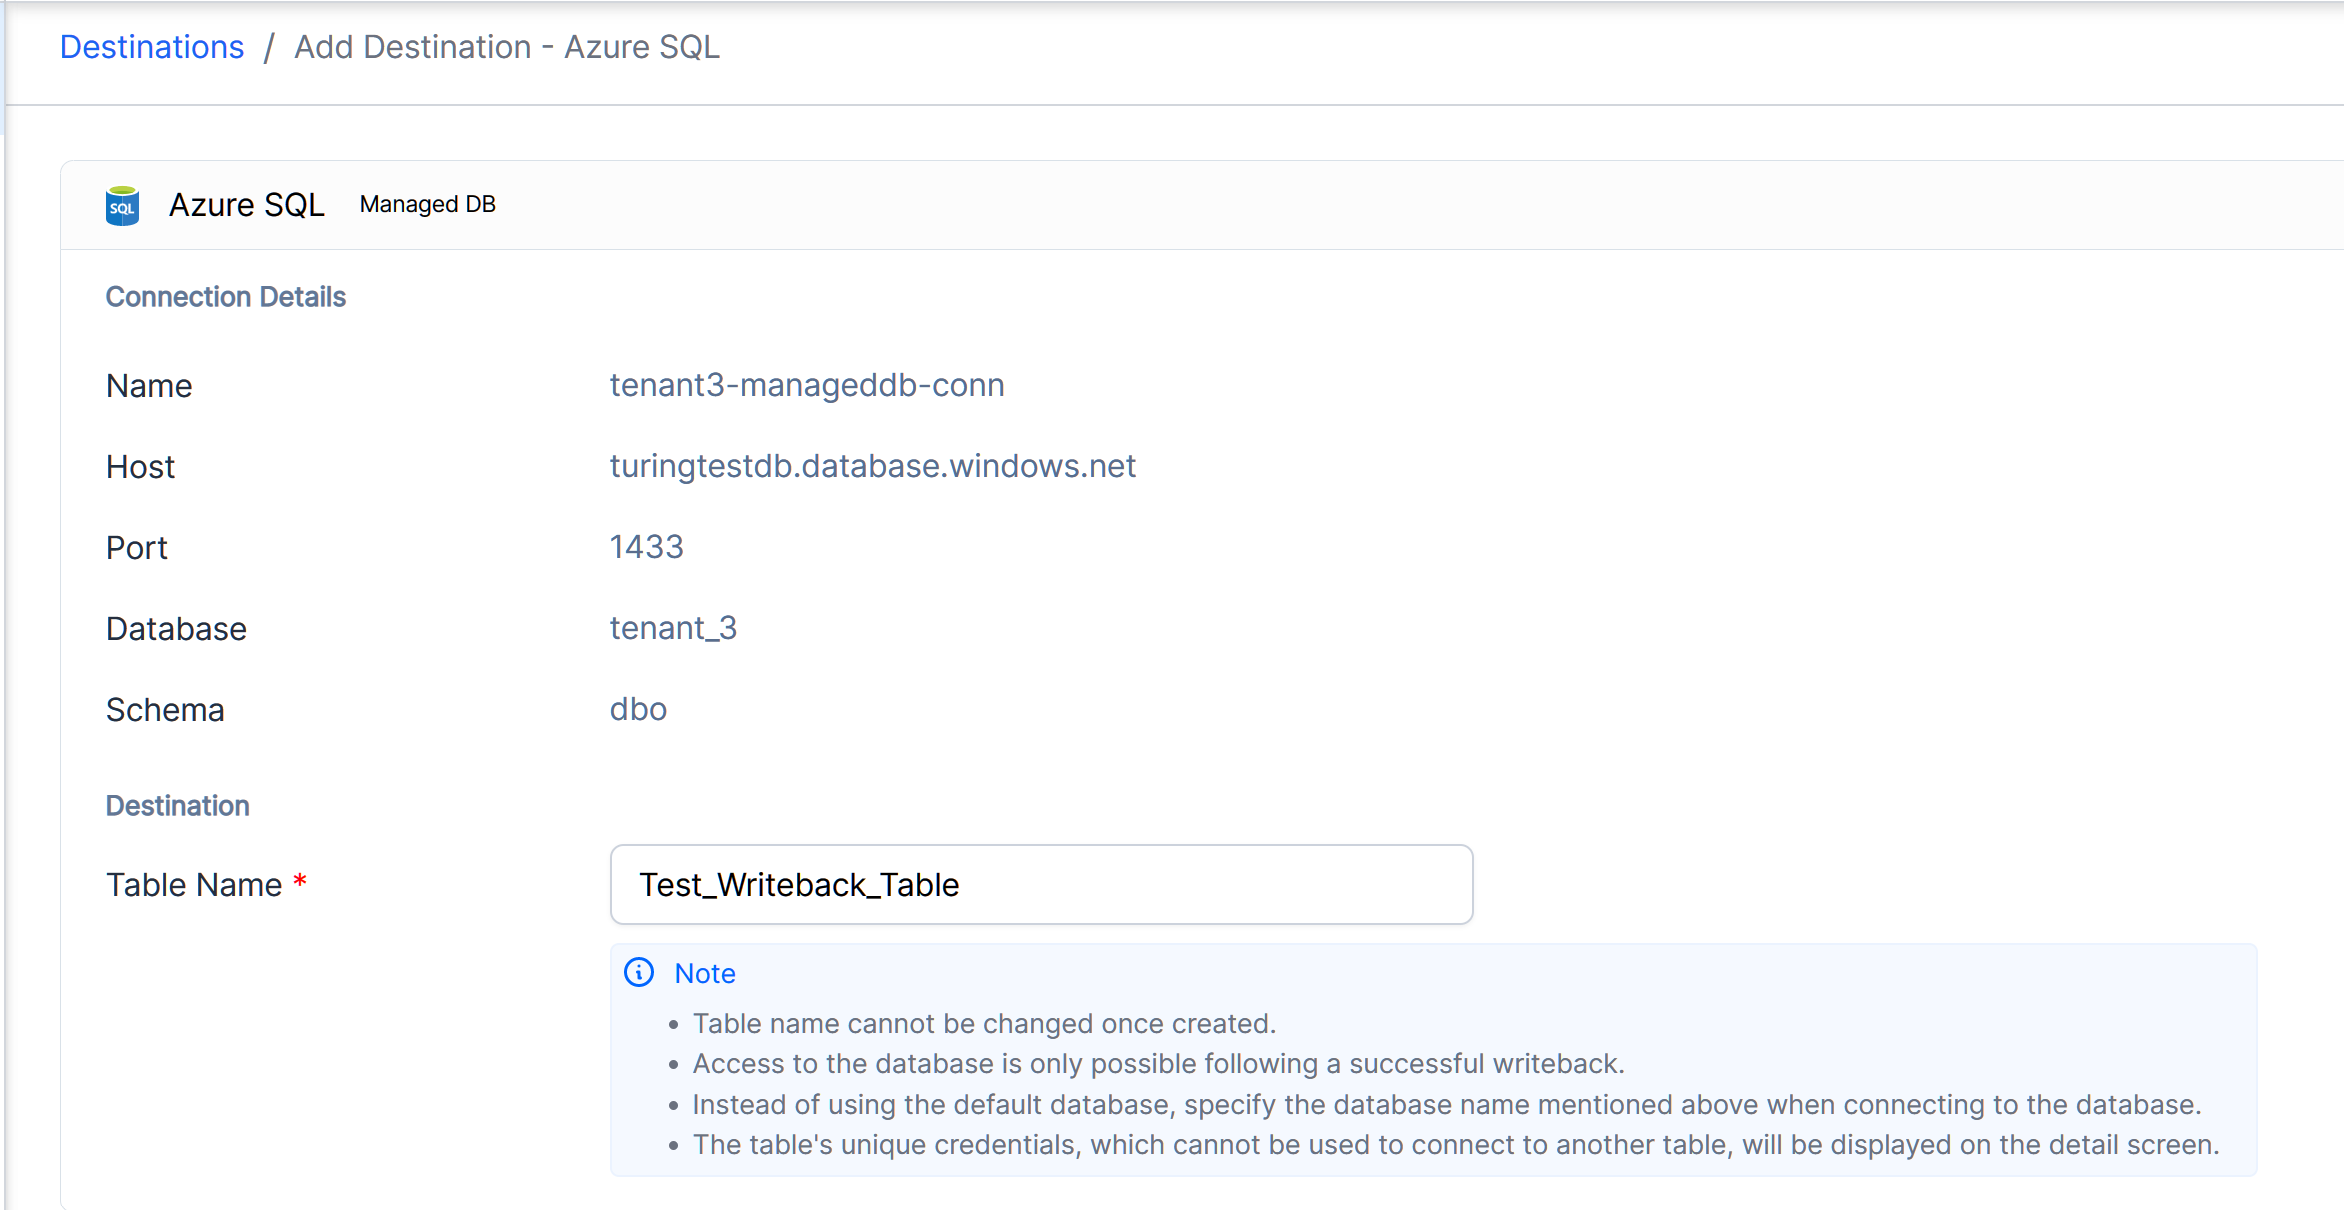 Destinations / Add Destination - Azure SQL
SQL Azure SQL Managed DB
Connection Details
Name tenant3-manageddb-conn
Host turingtestdb.database.windows.net
Port 1433
Database tenant_3
Schema dbo
Destination
Table Name * Test_Writeback_Table
Note
• Table name cannot be changed once created.
• Access to the database is only possible following a successful writeback.
• Instead of using the default database, specify the database name mentioned above when connecting to the database.
• The table's unique credentials, which cannot be used to connect to another table, will be displayed on the detail screen.